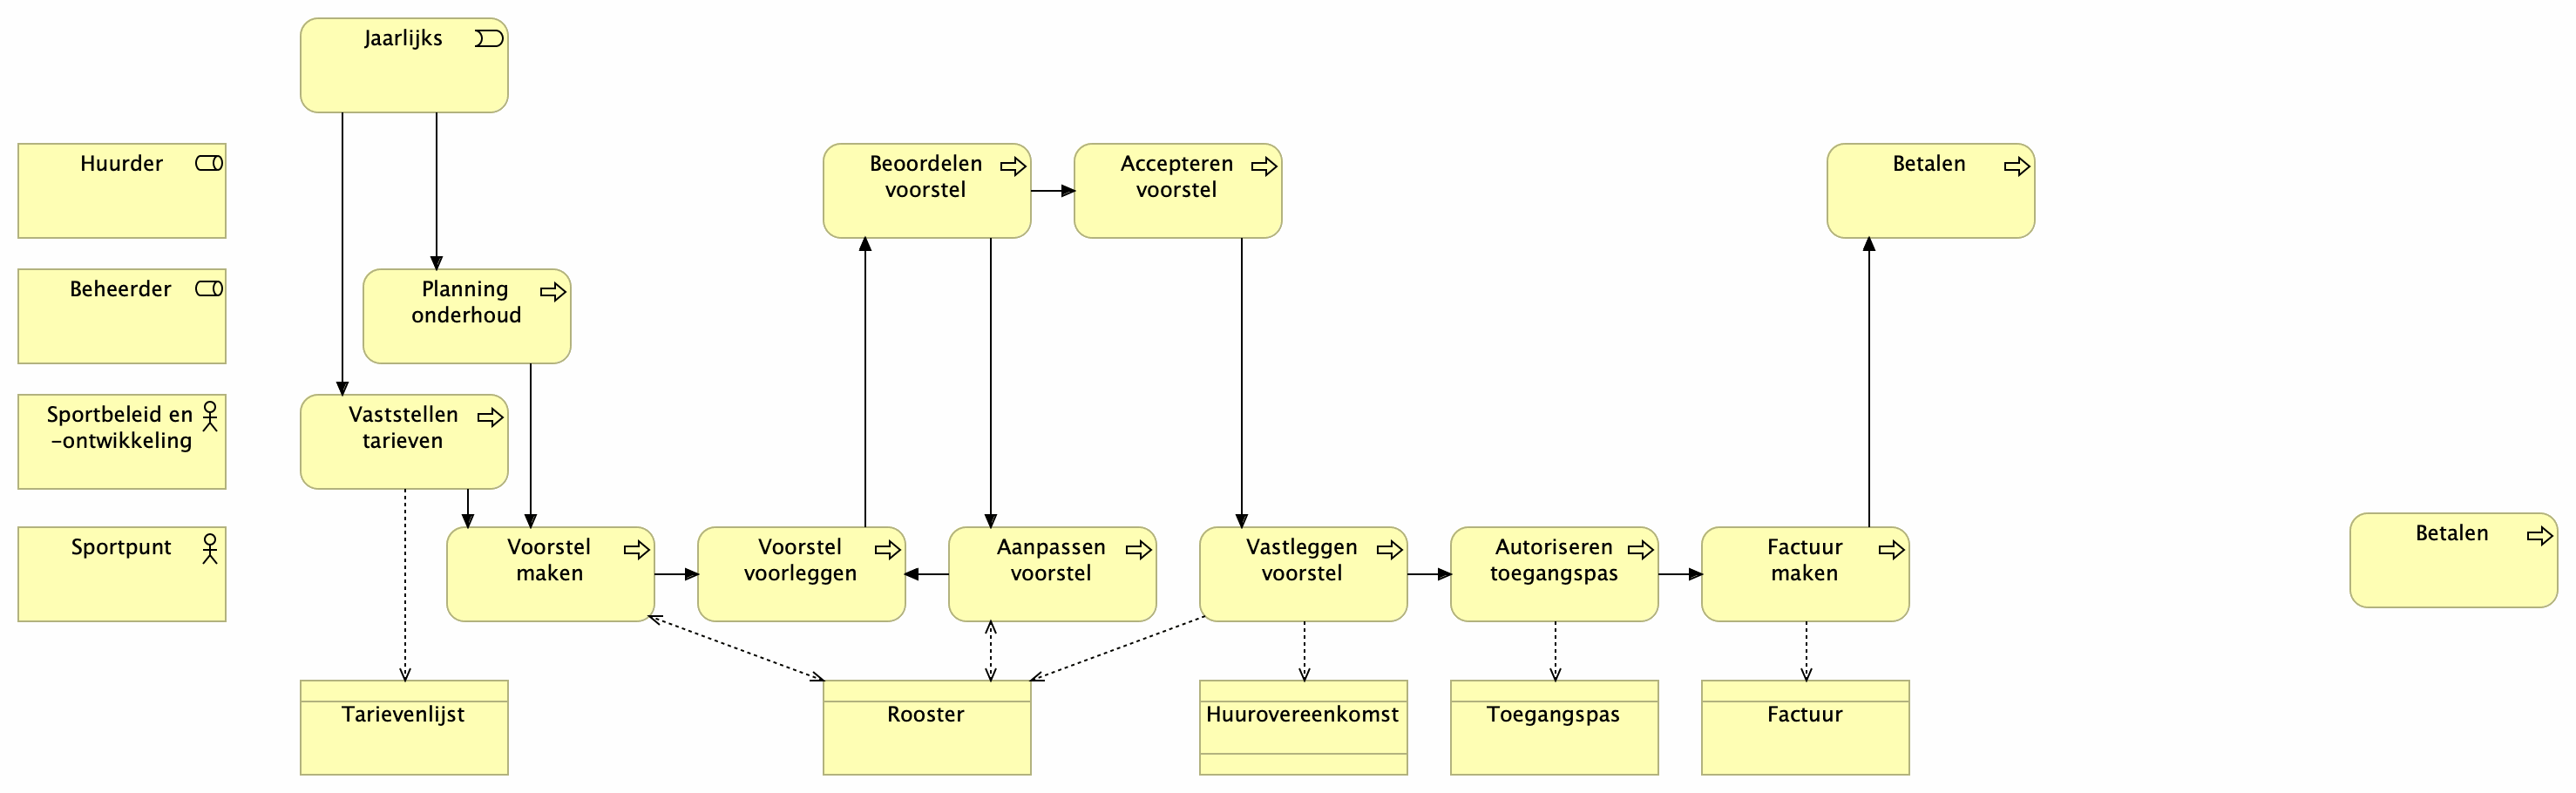 Jaarlijks
Huurder
Beoordelen
voorstel
Accepteren
voorstel
Betalen
Beheerder
Planning
onderhoud
Sportbeleid en
-ontwikkeling
Vaststellen
tarieven
Sportpunt
Voorstel
maken
Voorstel
voorleggen
Aanpassen
voorstel
Vastleggen
voorstel
Autoriseren
toegangspas
Factuur
maken
Betalen
Tarievenlijst
Rooster
Huurovereenkomst
Toegangspas
Factuur